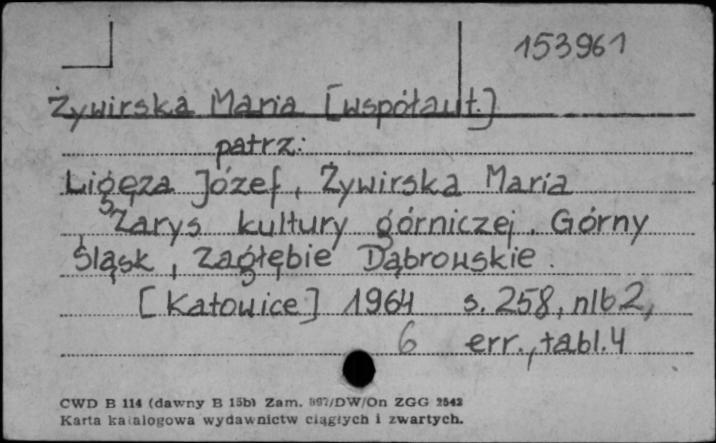 153961
Żywirska Maria [współaut.]
patrz:
Ligęza Józef, Żywirska Maria
Zarys kultury górniczej. Górny
Śląsk, Zagłębie Dąbrowskie.
[Katowice] 1964 s. 258, nlb 2,
6 err., tabl. 4
CWD B 114 (dawny B 15b) Zam. /DW/On ZGG 2542
Karta katalogowa wydawnictw ciągłych i zwartych.